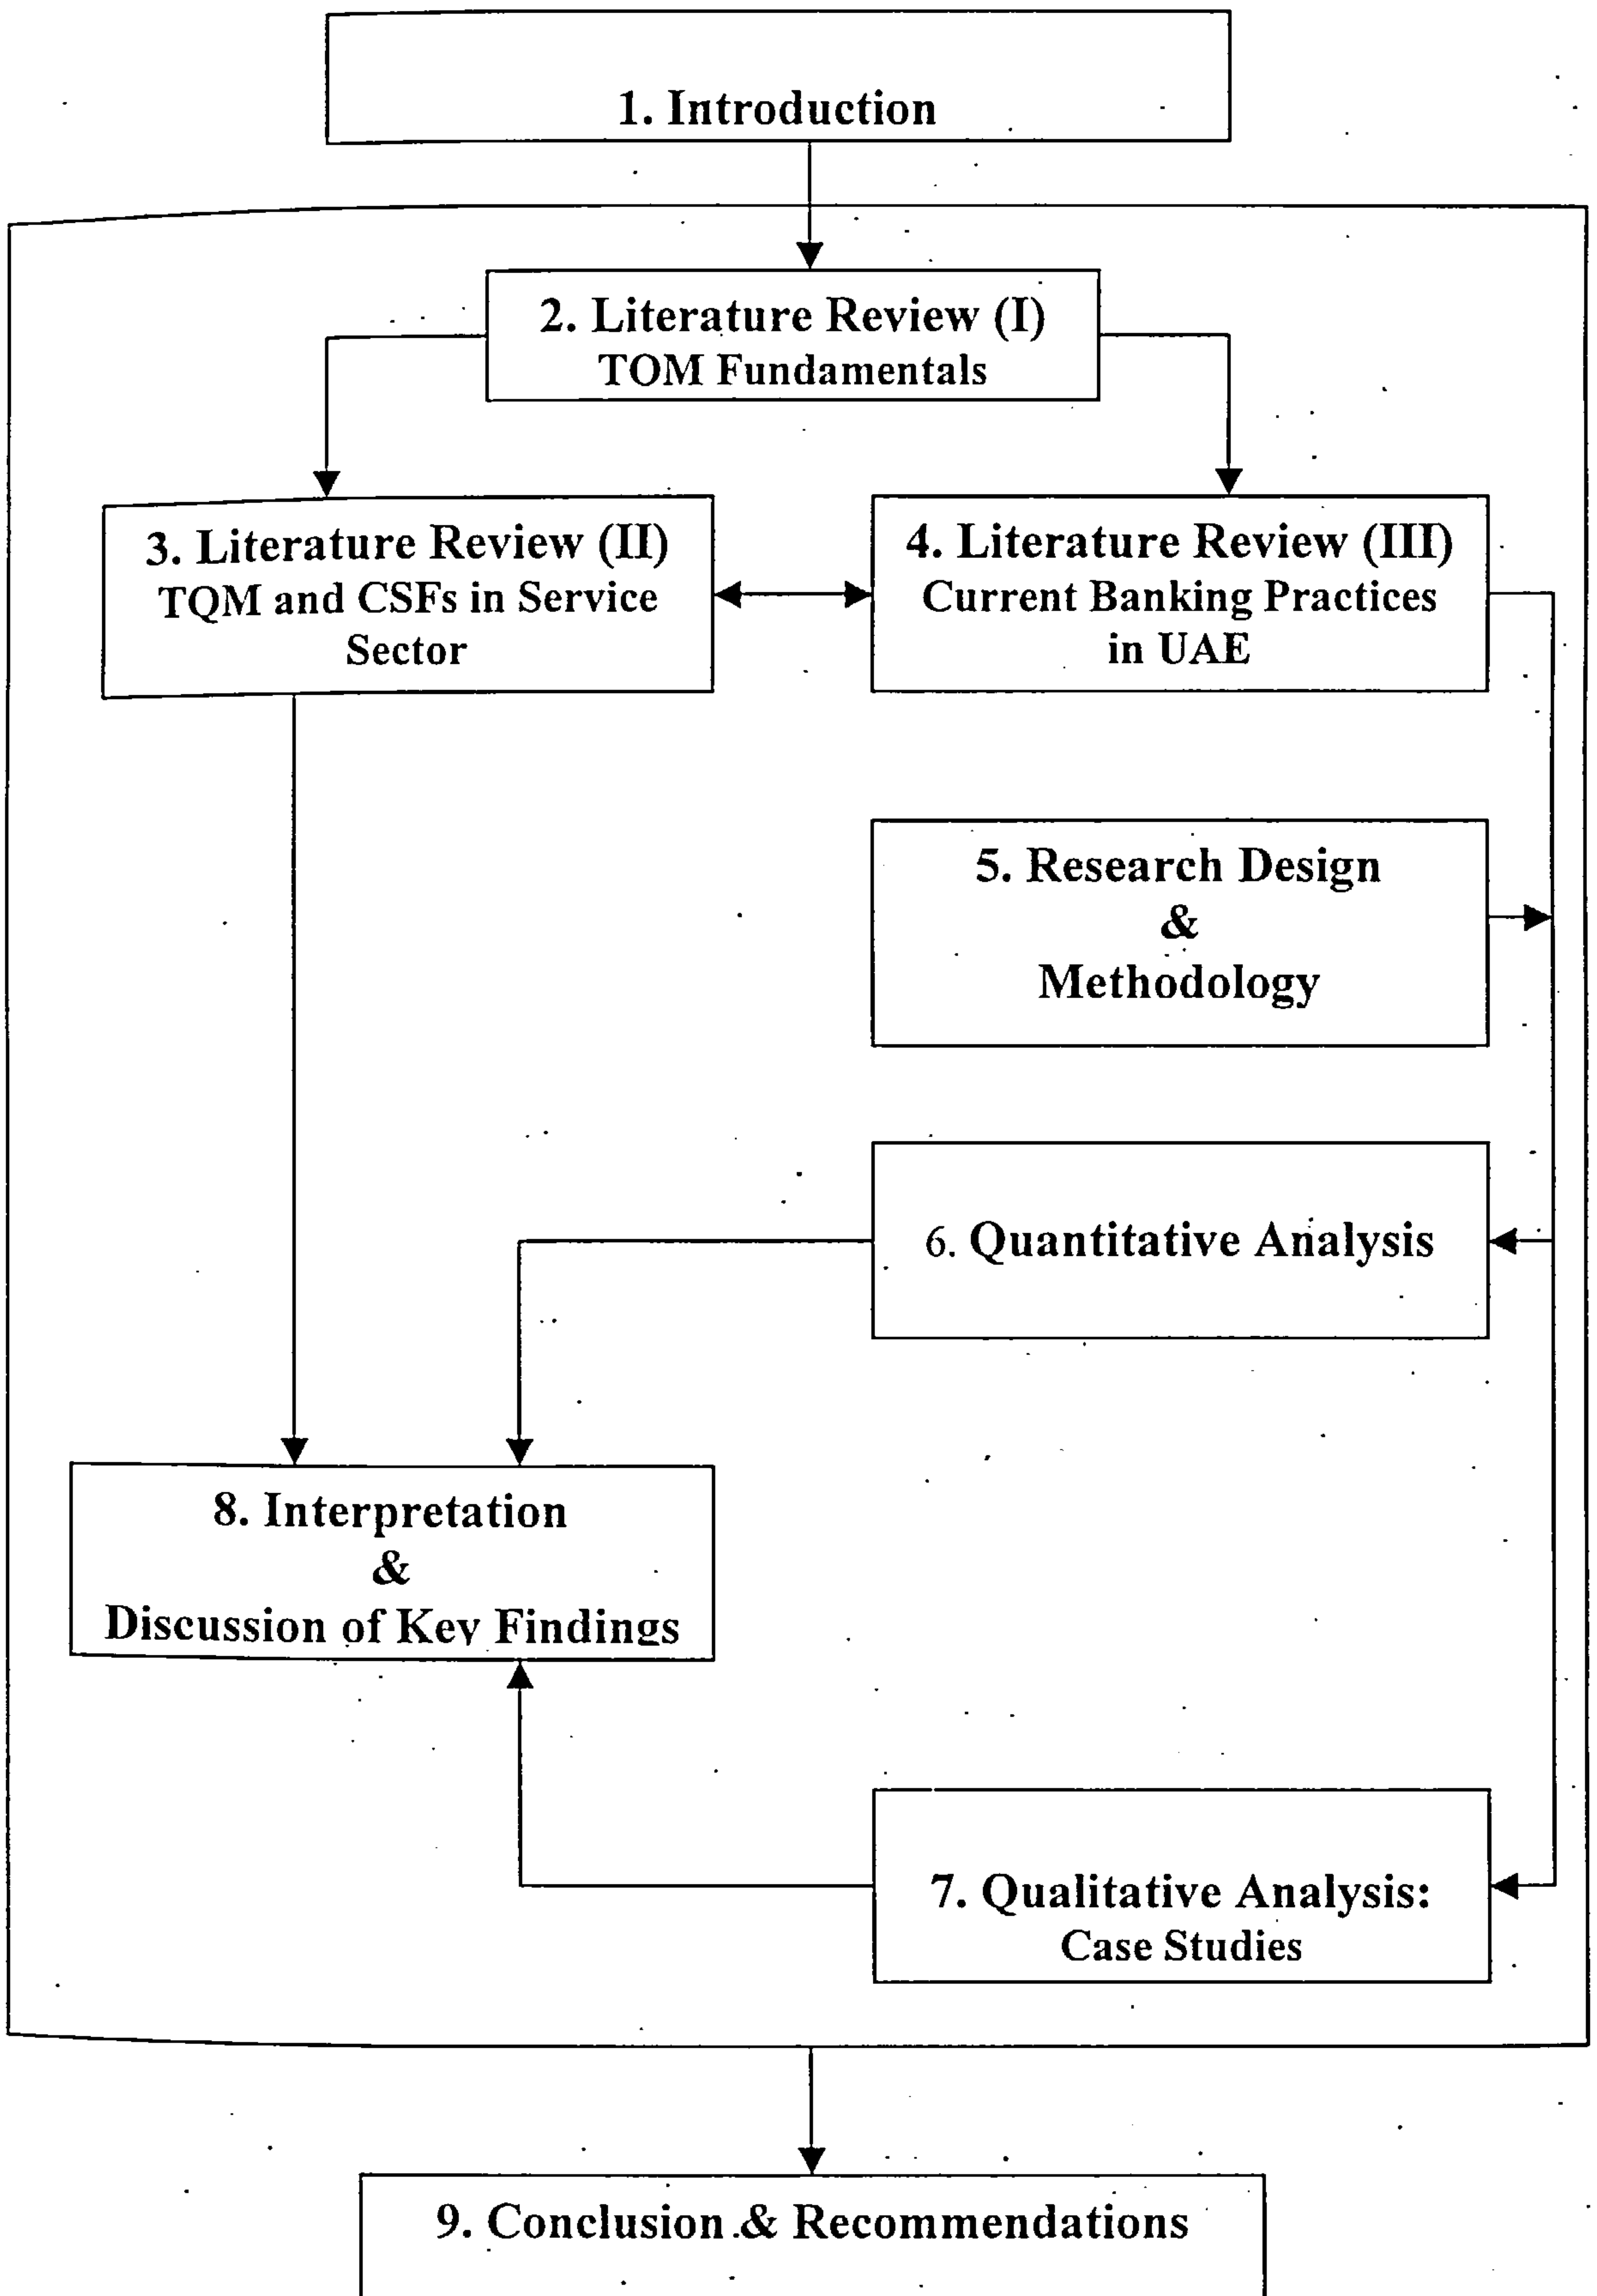 1. Introduction
2. Literature Review (I)
TOM Fundamentals
3. Literature Review (II)
TQM and CSFs in Service
Sector
4. Literature Review (III)
Current Banking Practices
in UAE
5. Research Design
&
Methodology
6. Quantitative Analysis
8. Interpretation
&
Discussion of Key Findings
7. Qualitative Analysis:
Case Studies
9. Conclusion & Recommendations